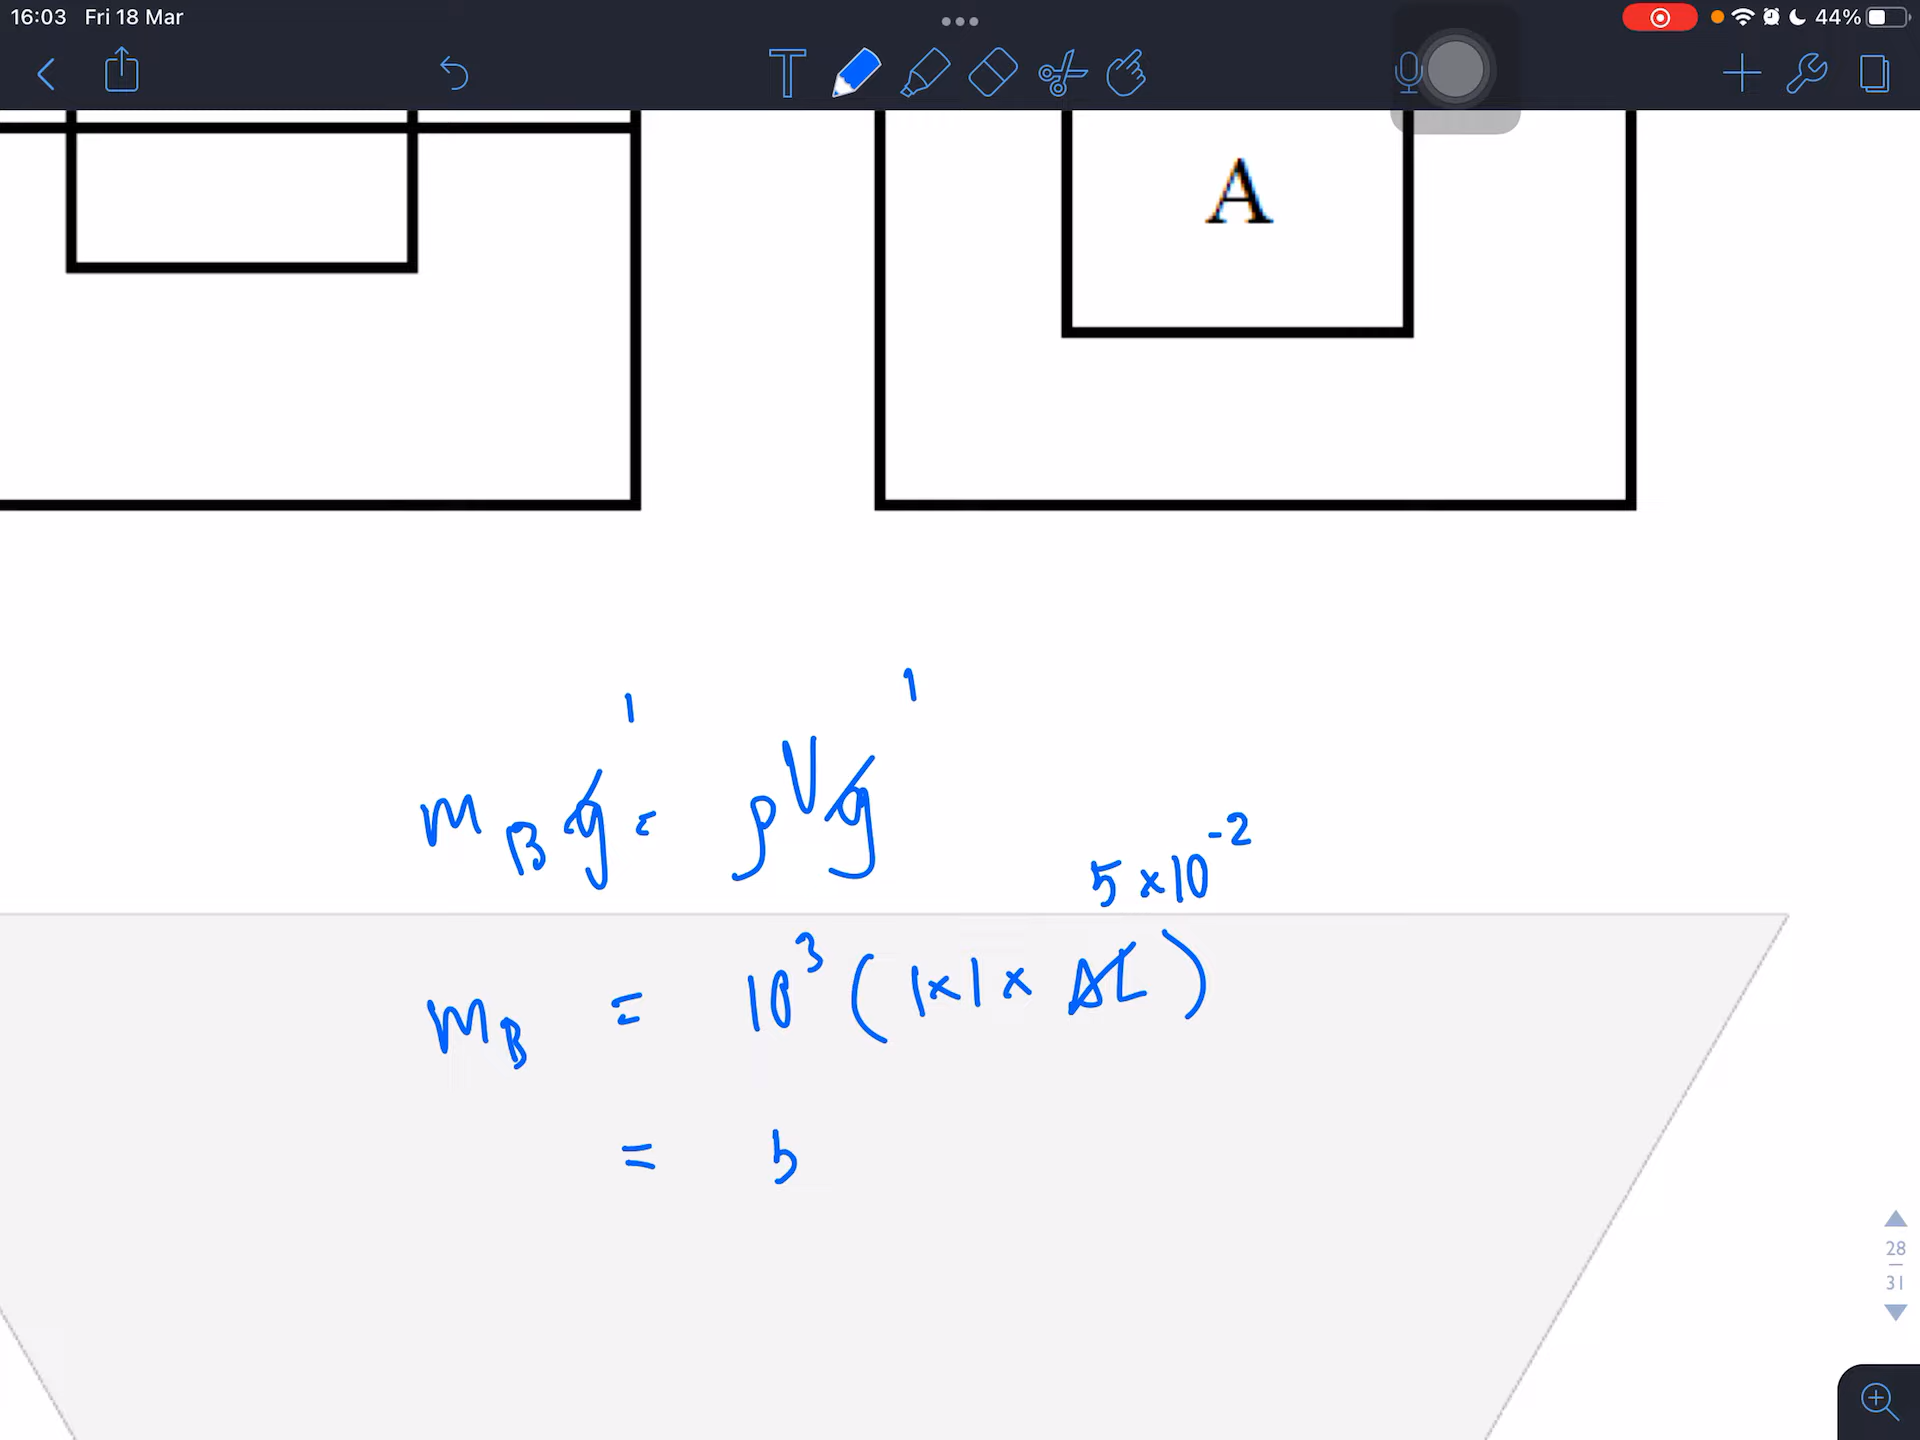 16:03 Fri 18 Mar
44%
A
1 1
m_B g = ρVg
5 × 10^-2
m_B = 10^3 (1×1× ΔL)
= 5
28
31